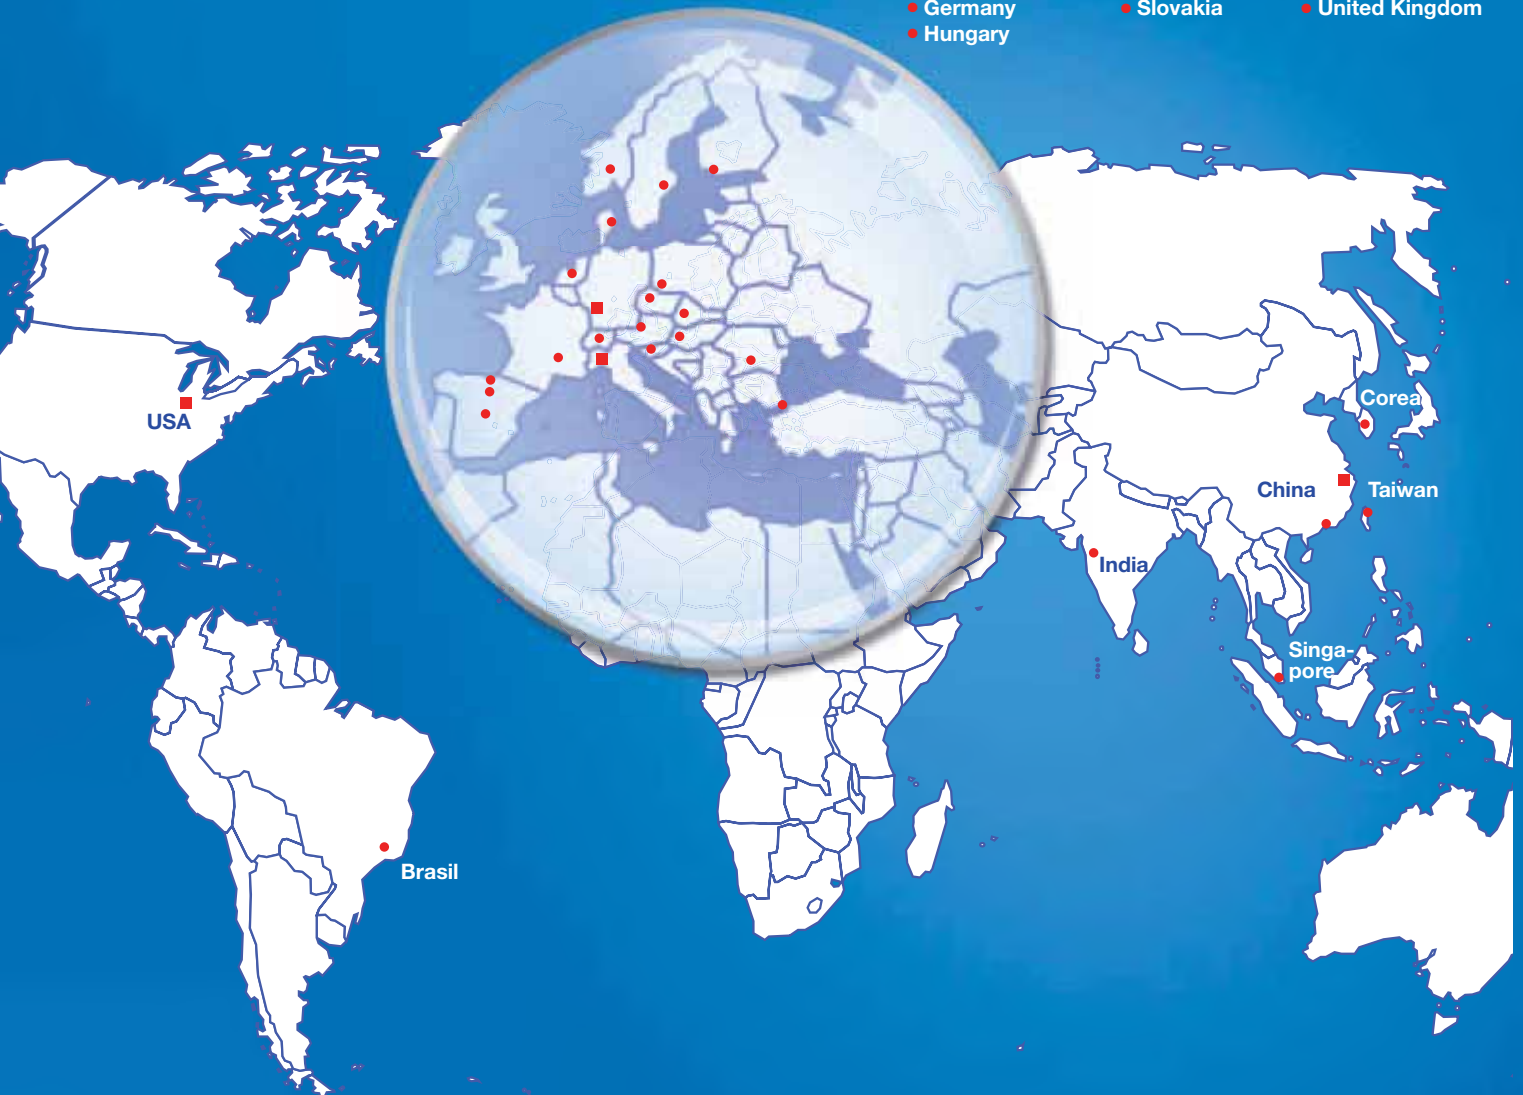 Germany
Slovakia
United Kingdom
Hungary
USA
Corea
China
Taiwan
India
Singa-
pore
Brasil